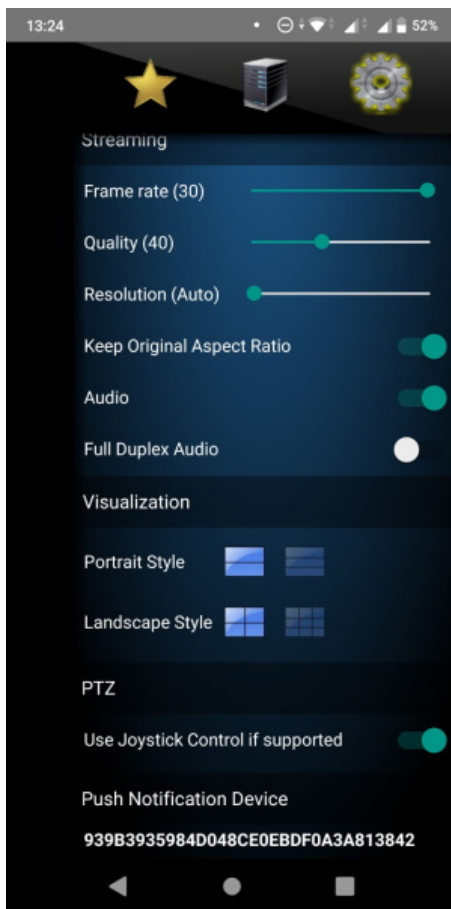 13:24
52%
Streaming
Frame rate (30)
Quality (40)
Resolution (Auto)
Keep Original Aspect Ratio
Audio
Full Duplex Audio
Visualization
Portrait Style
Landscape Style
PTZ
Use Joystick Control if supported
Push Notification Device
939B3935984D048CE0EBDF0A3A813842